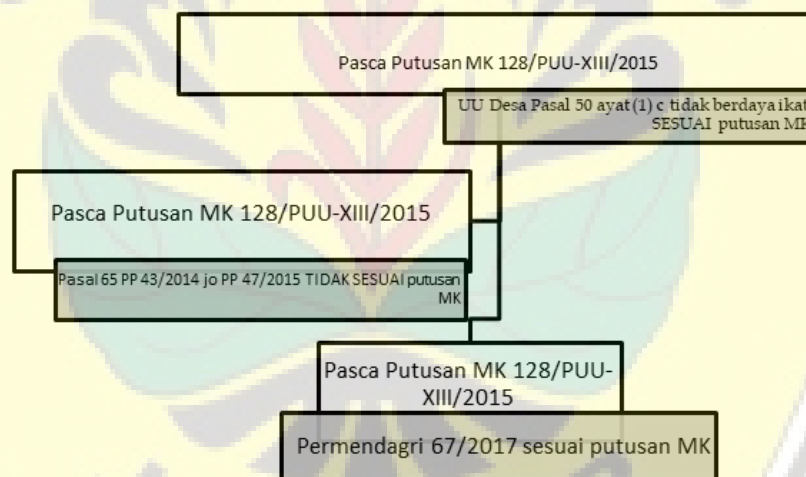 Pasca Putusan MK 128/PUU-XIII/2015
UU Desa Pasal 50 ayat (1) c tidak berdaya ikat
SESUAI putusan MK
Pasca Putusan MK 128/PUU-XIII/2015
Pasal 65 PP 43/2014 jo PP 47/2015 TIDAK SESUAI putusan
MK
Pasca Putusan MK 128/PUU-
XIII/2015
Permendagri 67/2017 sesuai putusan MK